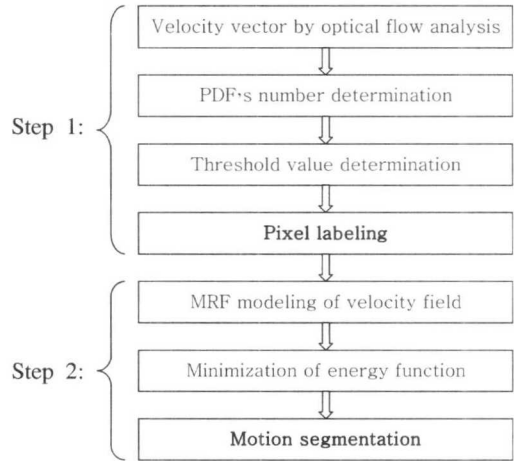 Velocity vector by optical flow analysis
PDF·s number determination
Step 1:
Threshold value determination
Pixel labeling
MRF modeling of velocity field
Step 2:
Minimization of energy function
Motion segmentation